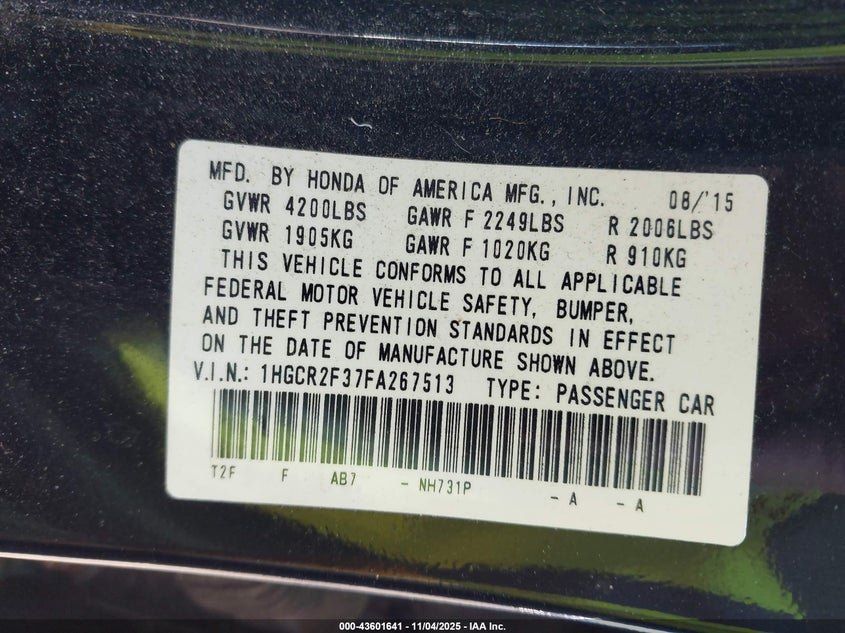 MFD. BY HONDA OF AMERICA MFG., INC. 08/'15
GVWR 4200LBS GAWR F 2249LBS R 2006LBS
GVWR 1905KG GAWR F 1020KG R 910KG
THIS VEHICLE CONFORMS TO ALL APPLICABLE
FEDERAL MOTOR VEHICLE SAFETY, BUMPER,
AND THEFT PREVENTION STANDARDS IN EFFECT
ON THE DATE OF MANUFACTURE SHOWN ABOVE.
V.I.N.: 1HGCR2F37FA267513 TYPE: PASSENGER CAR
T2F F AB7 - NH731P - A - A
000-43601641 - 11/04/2025 - IAA Inc.